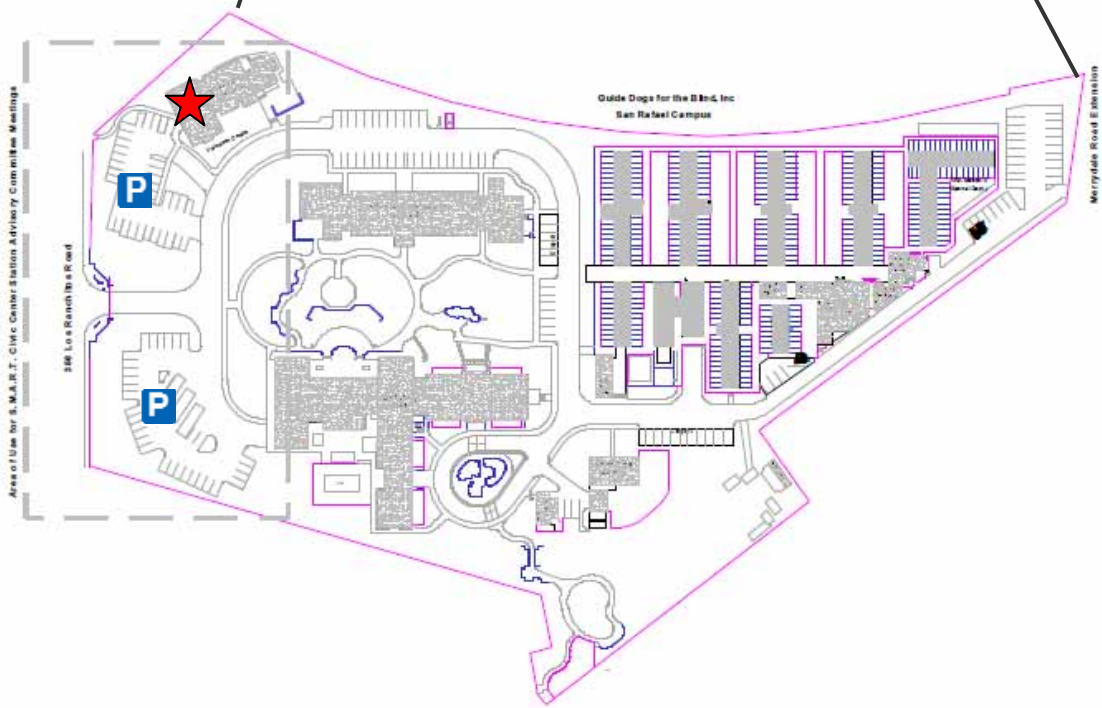 Guide Dogs for the Blind, Inc
San Rafael Campus
Merrydale Road Extension
Area of Use for S.M.A.R.T. Civic Center Station Advisory Committee Meetings
P
350 Los Ranchitos Road
P